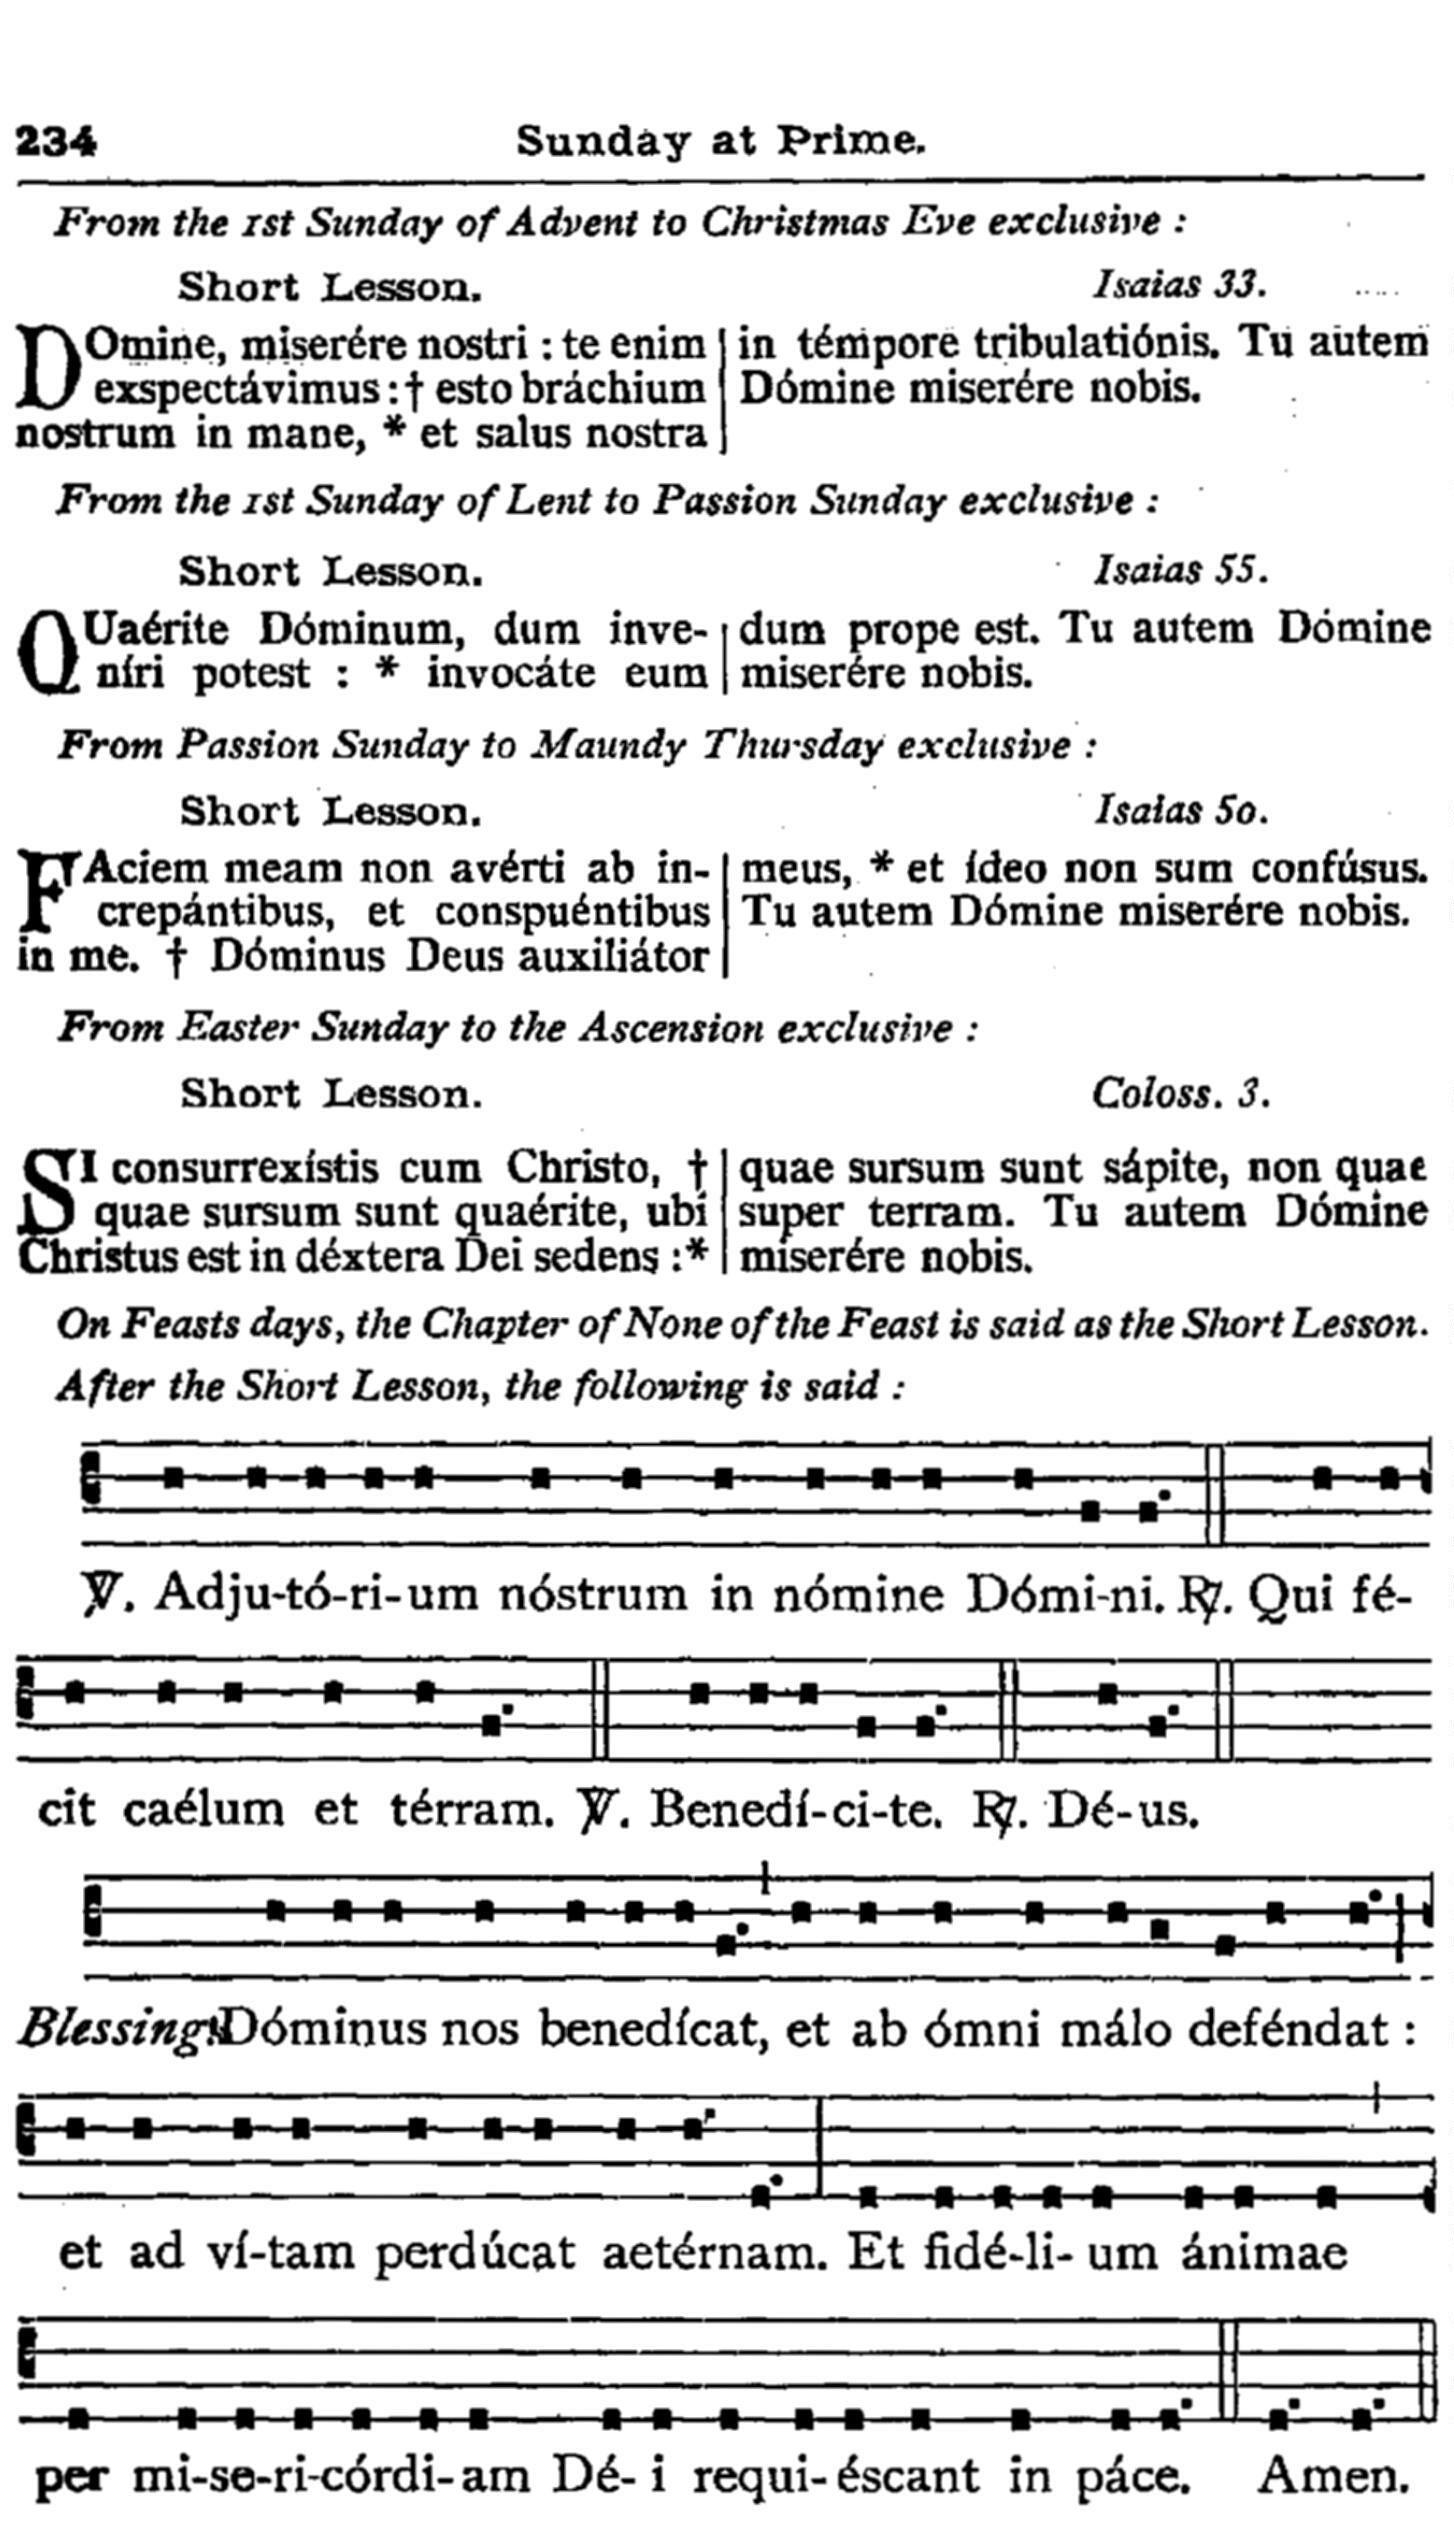 234 Sunday at Prime.
From the 1st Sunday of Advent to Christmas Eve exclusive :
Short Lesson. Isaias 33.
DOmine, miserére nostri : te enim
exspectávimus : † esto bráchium
nostrum in mane, * et salus nostra
in témpore tribulatiónis. Tu autem
Dómine miserére nobis.
From the 1st Sunday of Lent to Passion Sunday exclusive :
Short Lesson. Isaias 55.
QUaérite Dóminum, dum inve-
níri potest : * invocáte eum
dum prope est. Tu autem Dómine
miserére nobis.
From Passion Sunday to Maundy Thursday exclusive :
Short Lesson. Isaias 50.
FAciem meam non avérti ab in-
crepántibus, et conspuéntibus
in me. † Dóminus Deus auxiliátor
meus, * et ídeo non sum confúsus.
Tu autem Dómine miserére nobis.
From Easter Sunday to the Ascension exclusive :
Short Lesson. Coloss. 3.
SI consurrexístis cum Christo, †
quae sursum sunt quaérite, ubi
Christus est in déxtera Dei sedens : *
quae sursum sunt sápite, non quae
super terram. Tu autem Dómine
miserére nobis.
On Feasts days, the Chapter of None of the Feast is said as the Short Lesson.
After the Short Lesson, the following is said :
℣. Adju-tó-ri-um nóstrum in nómine Dómi-ni. ℟. Qui fé-
cit caélum et térram. ℣. Benedí-ci-te. ℟. Dé-us.
Blessing. Dóminus nos benedícat, et ab ómni málo deféndat :
et ad ví-tam perdúcat aetérnam. Et fidé-li-um ánimae
per mi-se-ri-córdi-am Dé-i requi-éscant in páce. Amen.